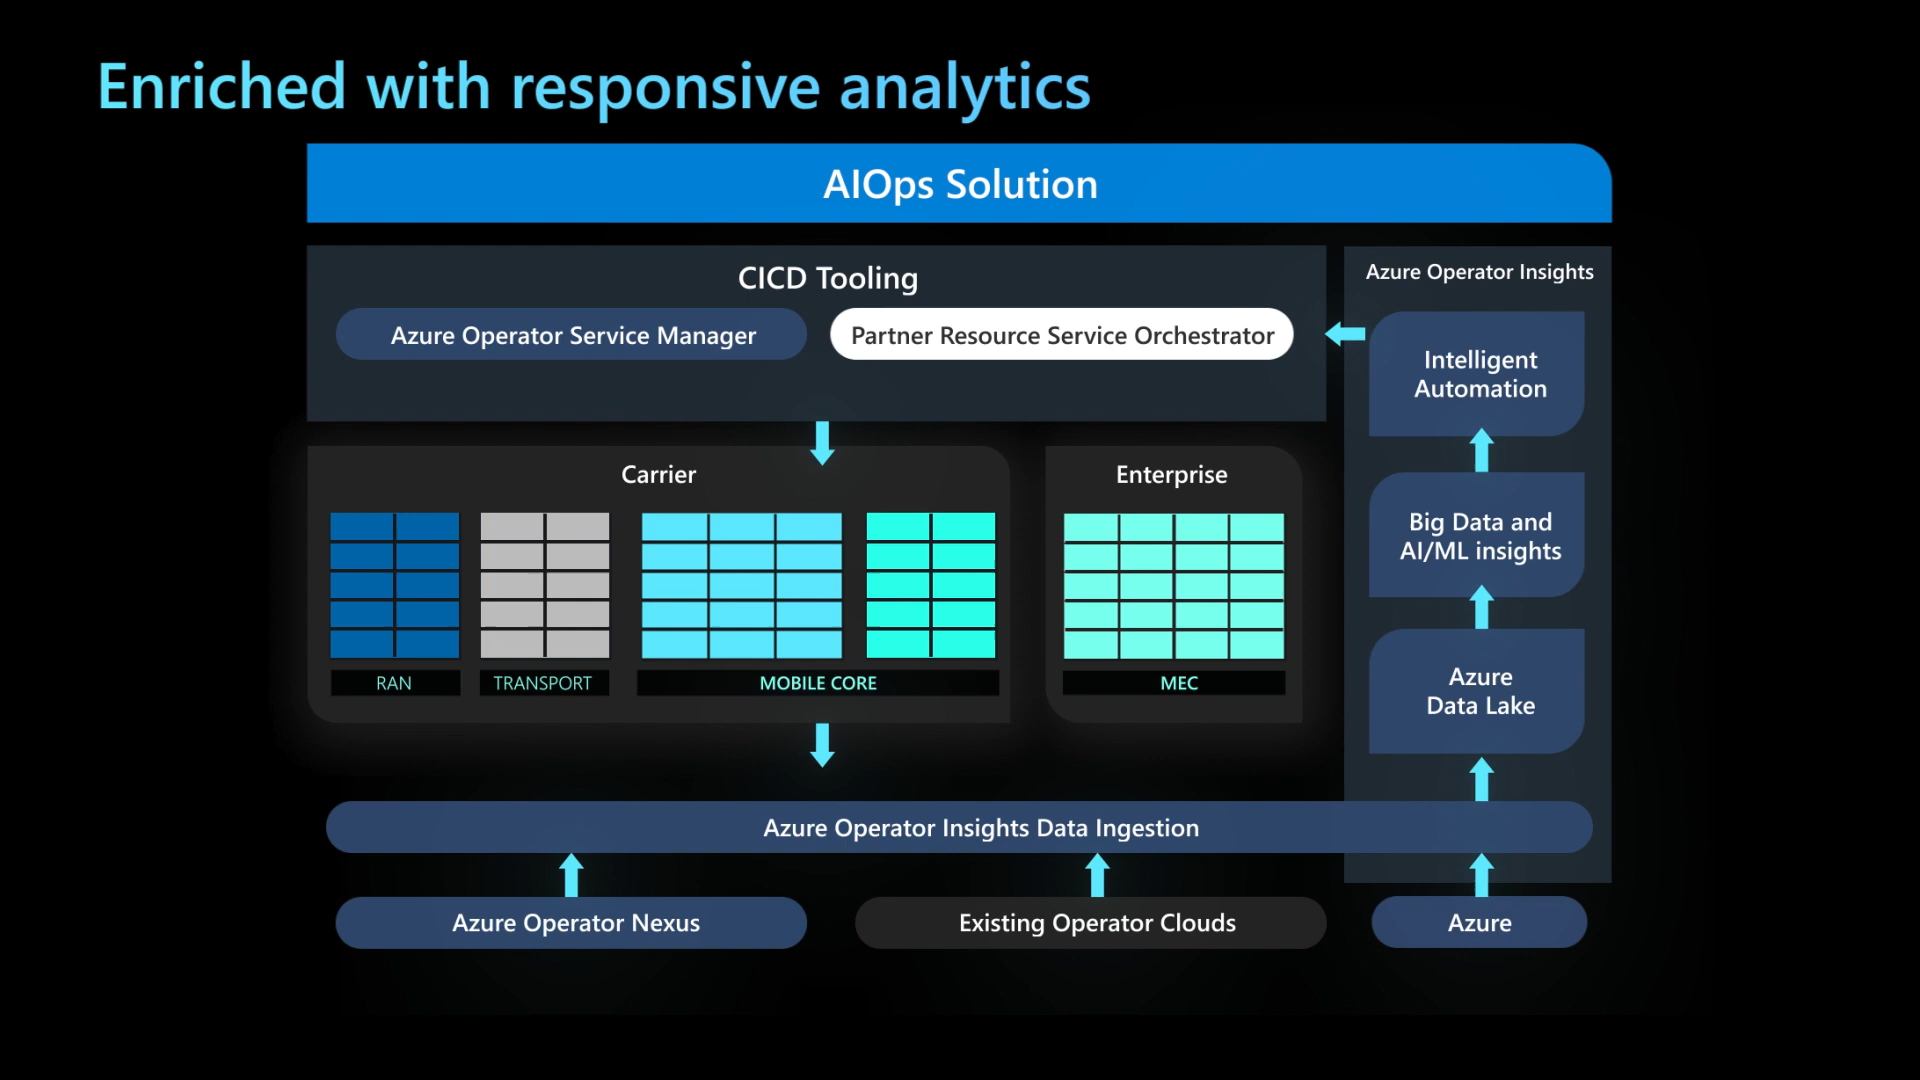 Enriched with responsive analytics
AIOps Solution
CICD Tooling
Azure Operator Service Manager
Partner Resource Service Orchestrator
Azure Operator Insights
Intelligent
Automation
Big Data and
AI/ML insights
Azure
Data Lake
Carrier
RAN
TRANSPORT
MOBILE CORE
Enterprise
MEC
Azure Operator Insights Data Ingestion
Azure Operator Nexus
Existing Operator Clouds
Azure